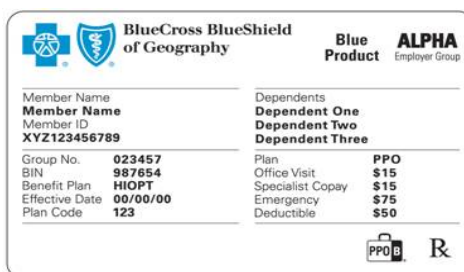 BlueCross BlueShield
of Geography
Blue
Product
ALPHA
Employer Group
Member Name
Member Name
Member ID
XYZ123456789
Dependents
Dependent One
Dependent Two
Dependent Three
Group No. 023457
BIN 987654
Benefit Plan HIOPT
Effective Date 00/00/00
Plan Code 123
Plan PPO
Office Visit $15
Specialist Copay $15
Emergency $75
Deductible $50
PPO B
Rx